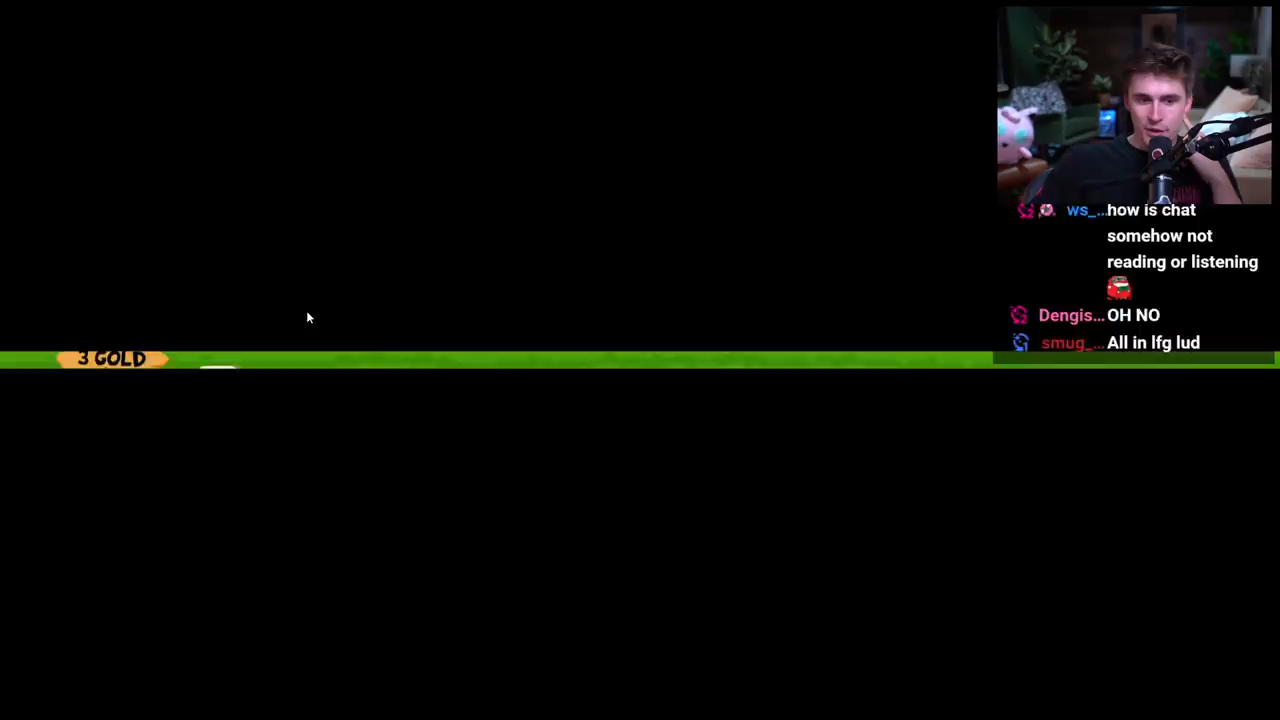 3 GOLD
ws_...how is chat
somehow not
reading or listening
Dengis...OH NO
smug_...All in lfg lud